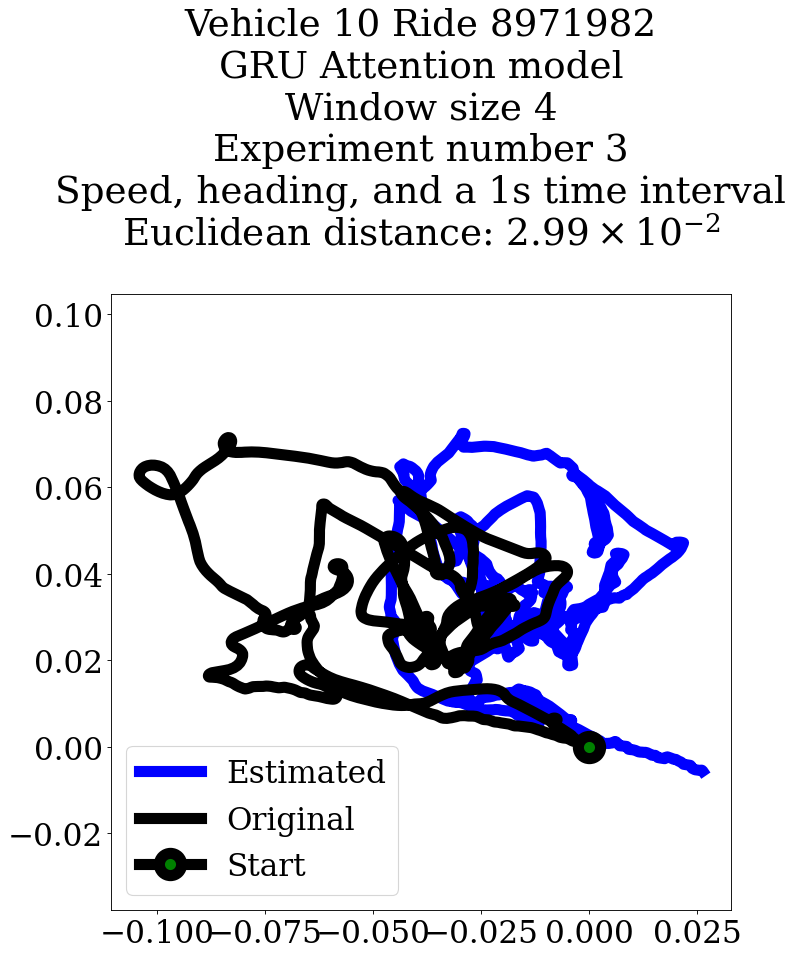 Vehicle 10 Ride 8971982
GRU Attention model
Window size 4
Experiment number 3
Speed, heading, and a 1s time interval
Euclidean distance: 2.99 × 10⁻²
0.10
0.08
0.06
0.04
0.02
0.00
−0.02
Estimated
Original
Start
−0.100 −0.075 −0.050 −0.025 0.000 0.025